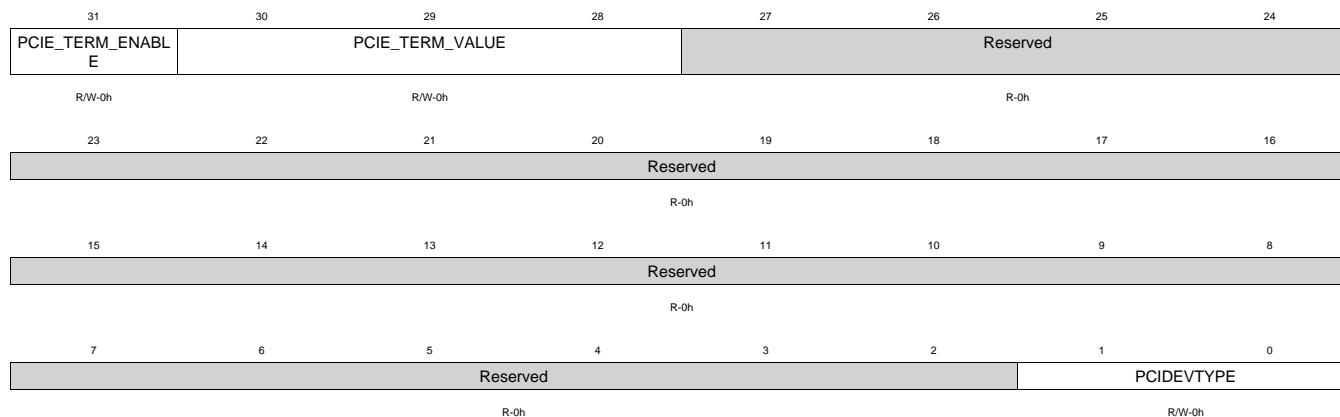 31 30 29 28 27 26 25 24
PCIE_TERM_ENABL PCIE_TERM_VALUE Reserved
E
R/W-0h R/W-0h R-0h
23 22 21 20 19 18 17 16
Reserved
R-0h
15 14 13 12 11 10 9 8
Reserved
R-0h
7 6 5 4 3 2 1 0
Reserved PCIDEVTYPE
R-0h R/W-0h